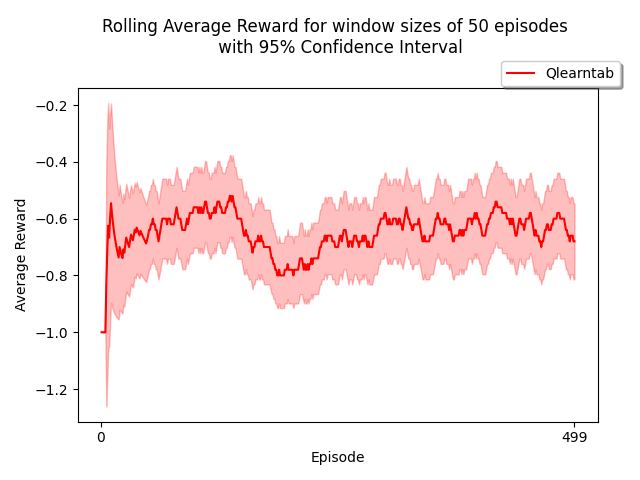 Rolling Average Reward for window sizes of 50 episodes
with 95% Confidence Interval
Qlearntab
−0.2
−0.4
−0.6
−0.8
−1.0
−1.2
Average Reward
0
499
Episode